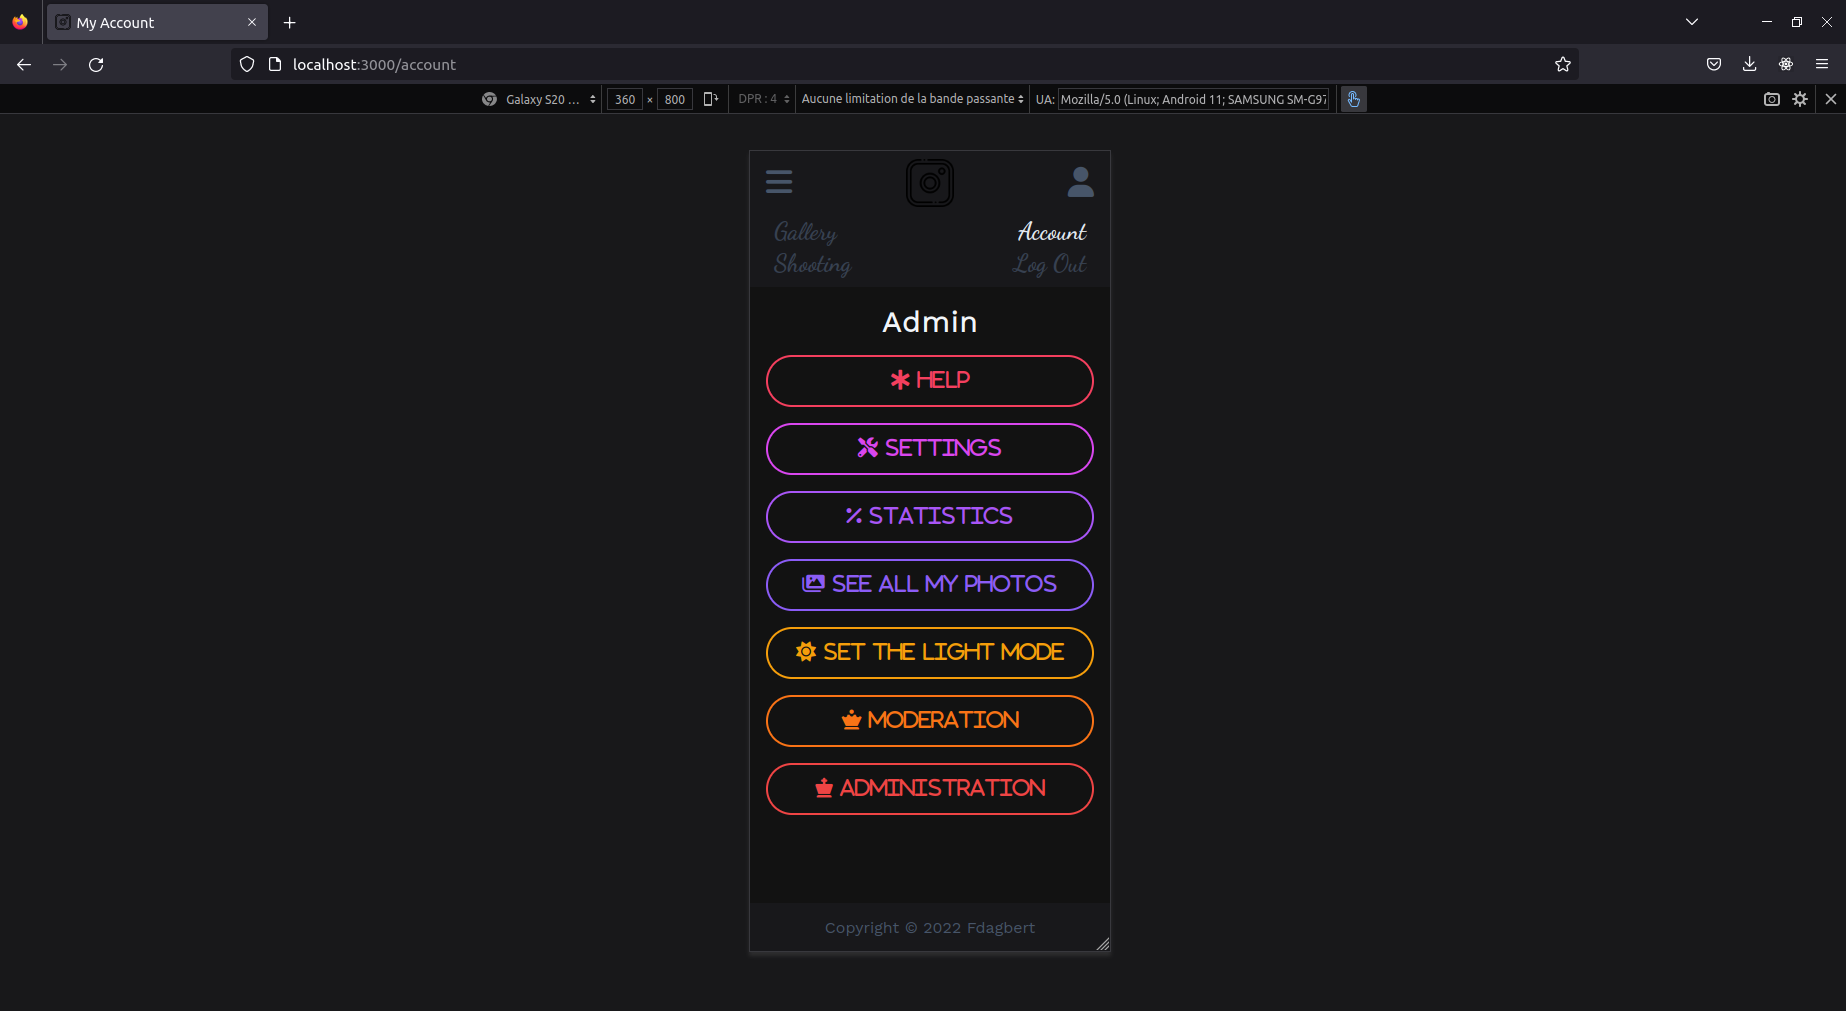 My Account
localhost:3000/account
Galaxy S20 ... 360 × 800 DPR : 4 Aucune limitation de la bande passante UA: Mozilla/5.0 (Linux; Android 11; SAMSUNG SM-G97
Gallery
Shooting
Account
Log Out
Admin
HELP
SETTINGS
STATISTICS
SEE ALL MY PHOTOS
SET THE LIGHT MODE
MODERATION
ADMINISTRATION
Copyright © 2022 Fdagbert